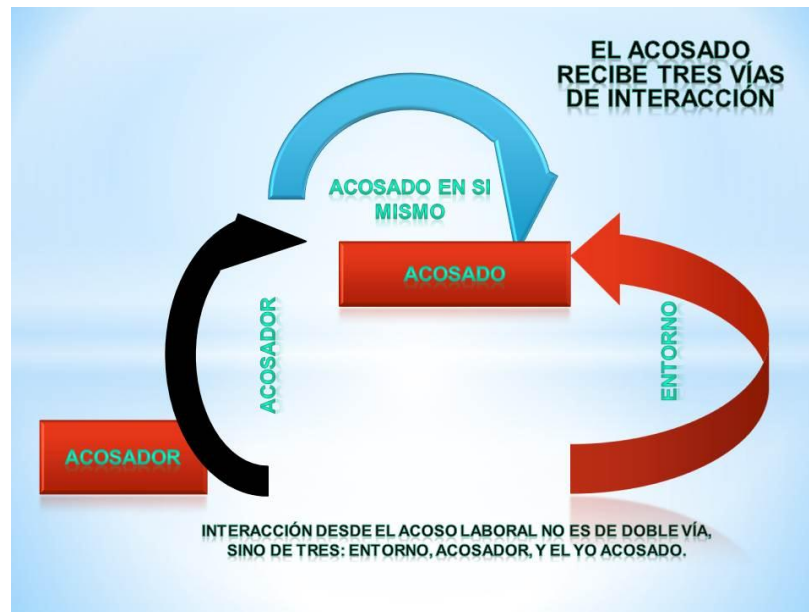 EL ACOSADO
RECIBE TRES VÍAS
DE INTERACCIÓN
ACOSADO EN SI
MISMO
ACOSADO
ACOSADOR
ENTORNO
ACOSADOR
INTERACCIÓN DESDE EL ACOSO LABORAL NO ES DE DOBLE VÍA,
SINO DE TRES: ENTORNO, ACOSADOR, Y EL YO ACOSADO.